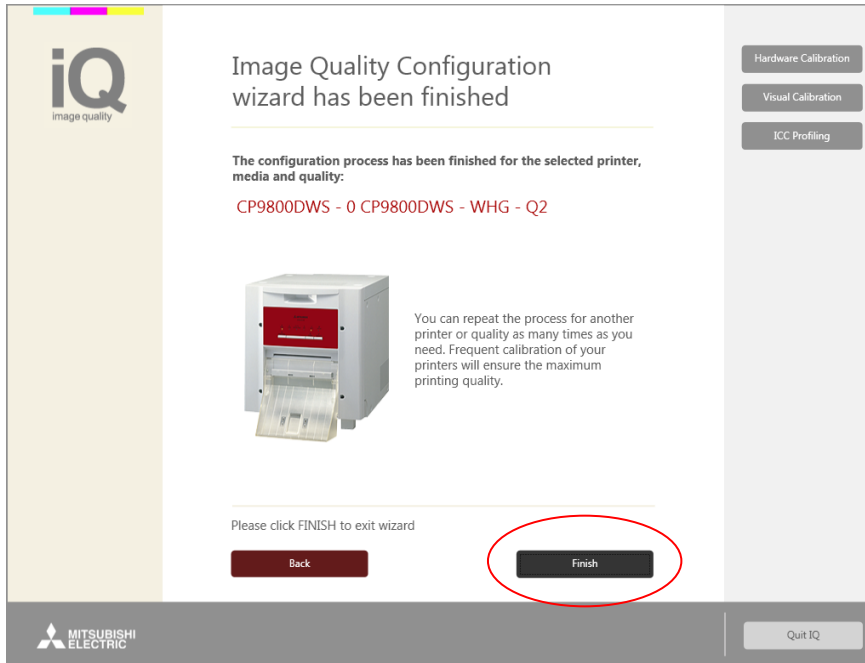 iQ
image quality
Image Quality Configuration
wizard has been finished
The configuration process has been finished for the selected printer,
media and quality:
CP9800DWS - 0 CP9800DWS - WHG - Q2
You can repeat the process for another
printer or quality as many times as you
need. Frequent calibration of your
printers will ensure the maximum
printing quality.
Please click FINISH to exit wizard
Back
Finish
Hardware Calibration
Visual Calibration
ICC Profiling
MITSUBISHI
ELECTRIC
Quit IQ